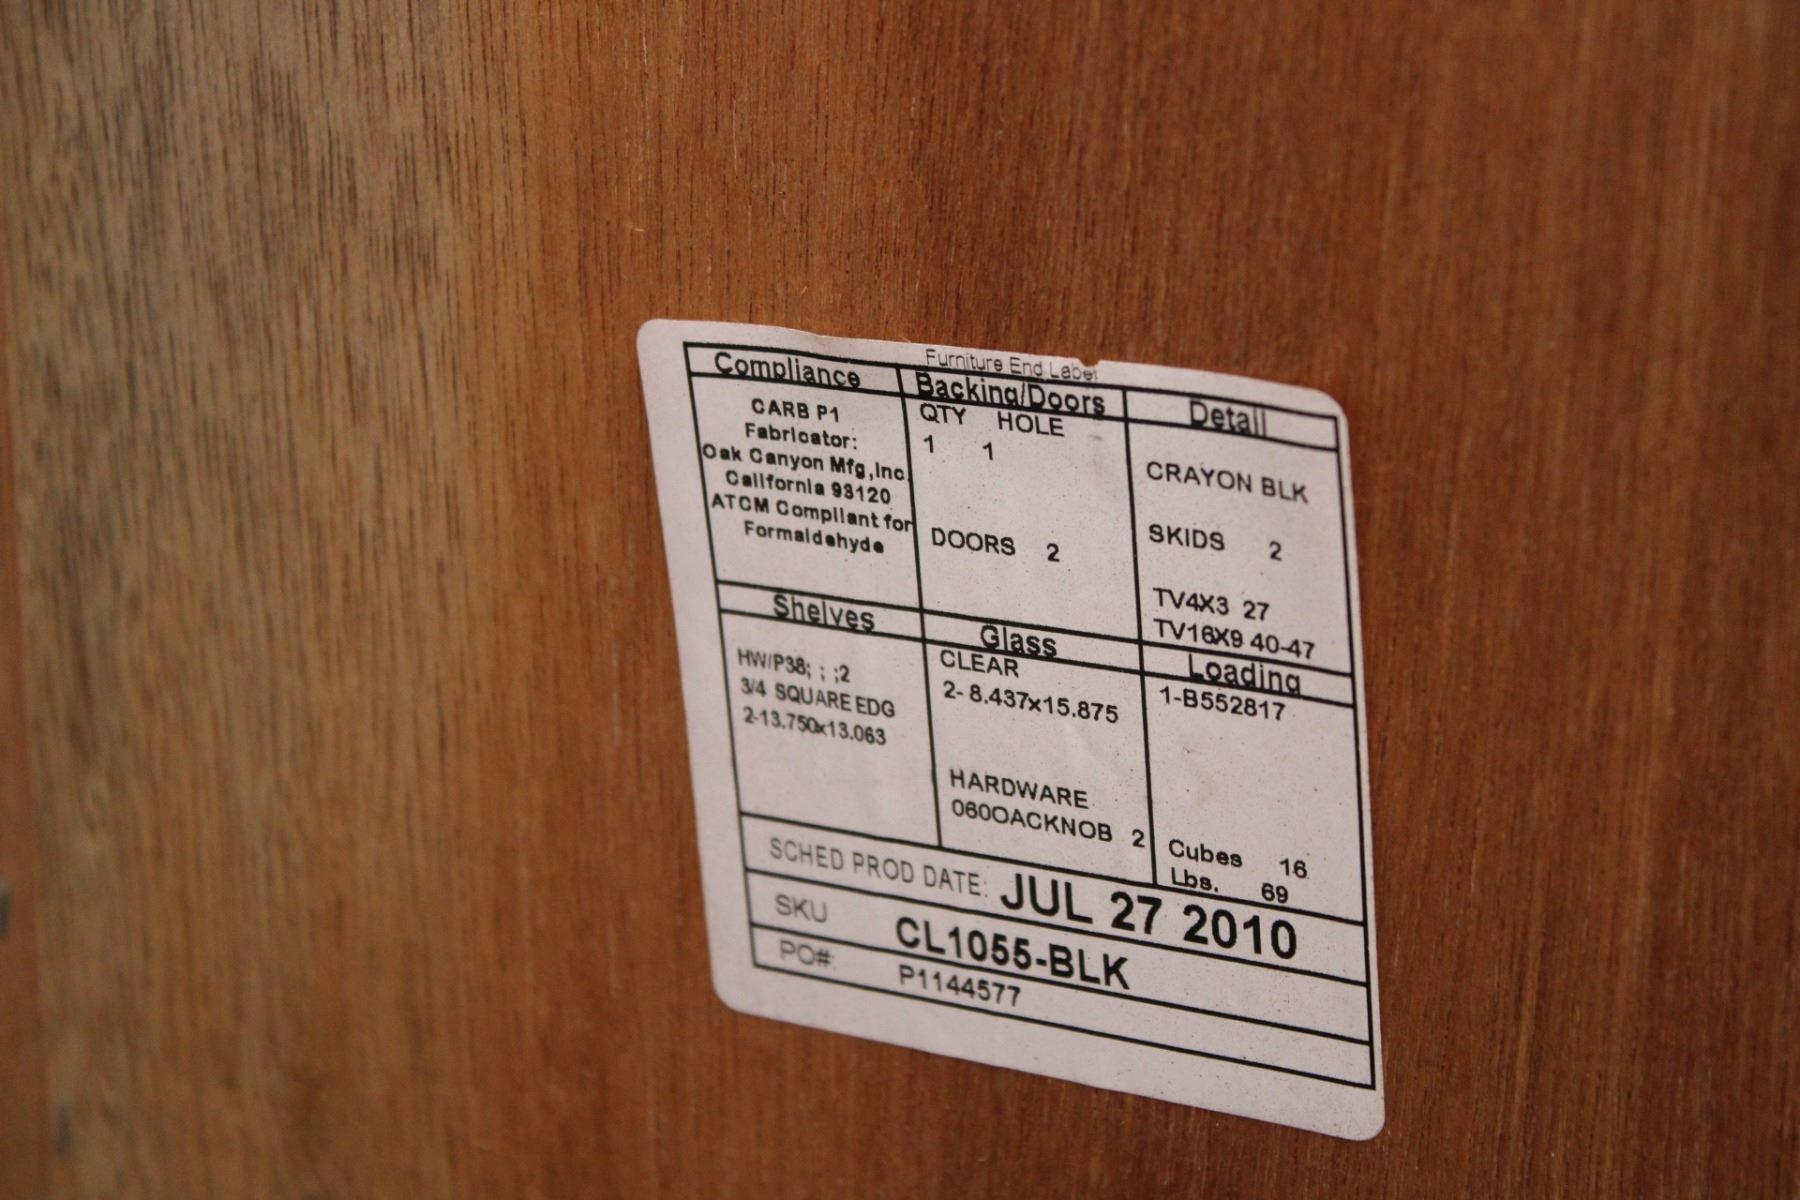 Furniture End Label
Compliance
CARB P1
Fabricator:
Oak Canyon Mfg,Inc.
California 93120
ATCM Compliant for
Formaldehyde
Backing/Doors
QTY HOLE
1 1
DOORS 2
Detail
CRAYON BLK
SKIDS 2
TV4X3 27
TV16X9 40-47
Shelves
HW/P38; ; ;2
3/4 SQUARE EDG
2-13.750x13.063
Glass
CLEAR
2- 8.437x15.875
HARDWARE
060OACKNOB 2
Loading
1-B552817
Cubes 16
Lbs. 69
SCHED PROD DATE: JUL 27 2010
SKU CL1055-BLK
PO#: P1144577